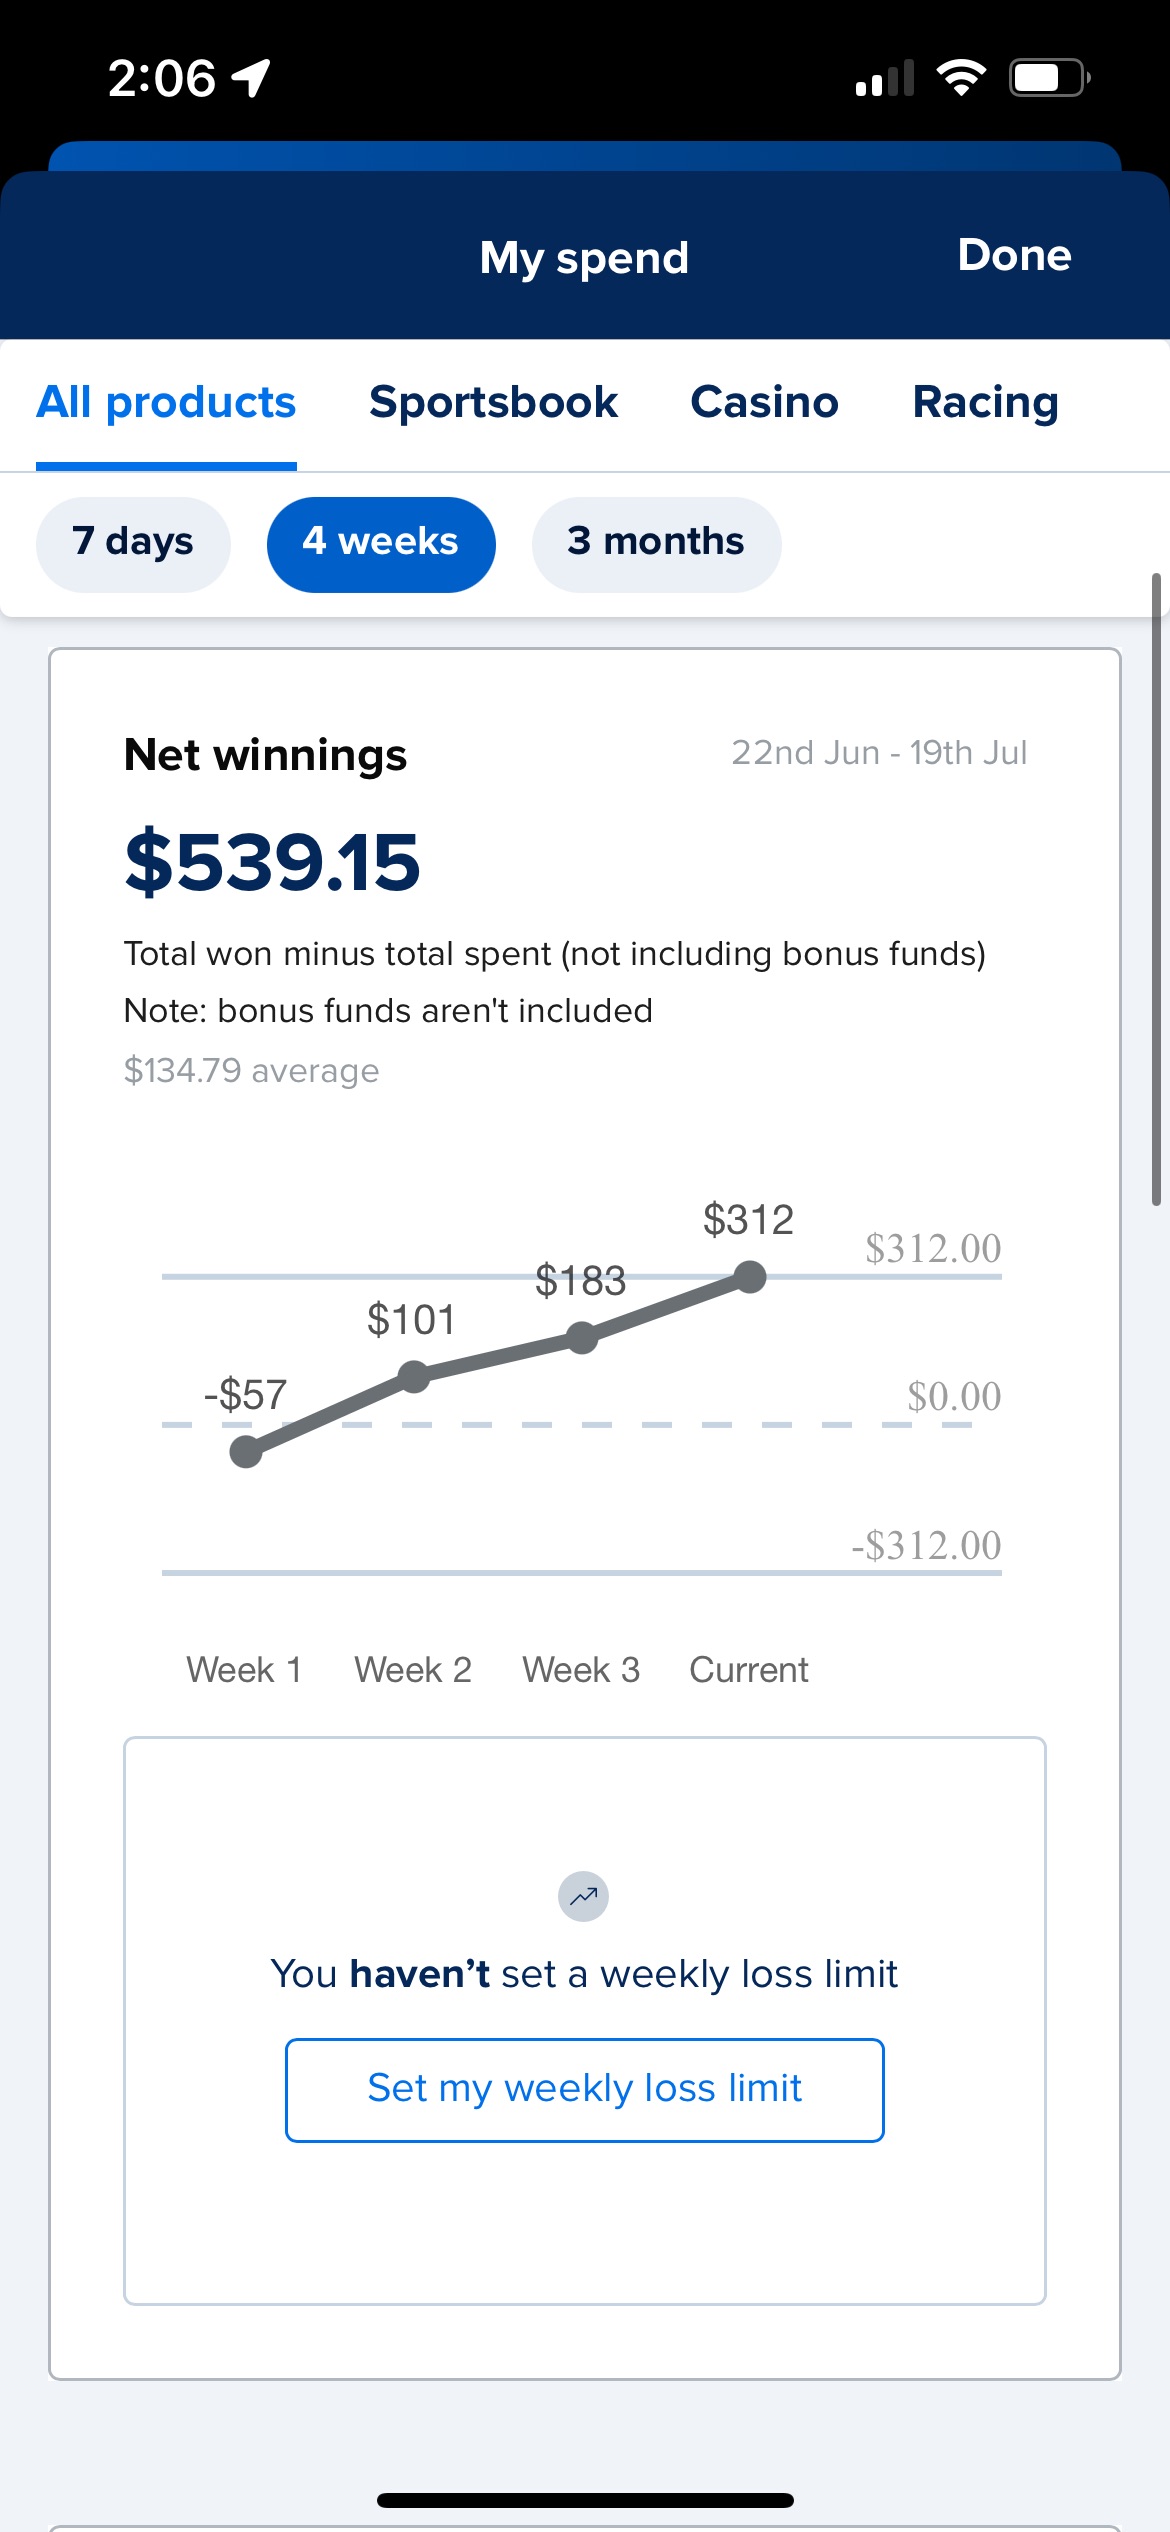 2:06
My spend
Done
All products
Sportsbook
Casino
Racing
7 days
4 weeks
3 months
Net winnings
22nd Jun - 19th Jul
$539.15
Total won minus total spent (not including bonus funds)
Note: bonus funds aren't included
$134.79 average
$312
$312.00
$183
$101
-$57
$0.00
-$312.00
Week 1
Week 2
Week 3
Current
You haven’t set a weekly loss limit
Set my weekly loss limit